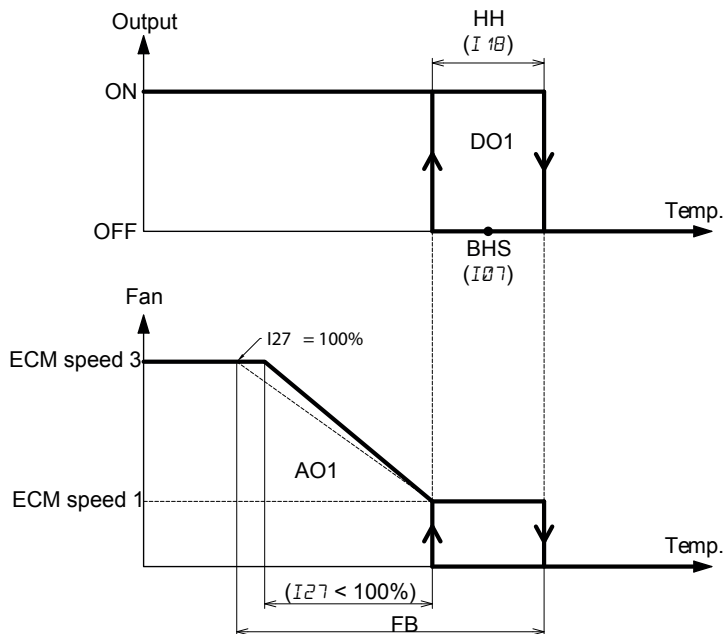 Output
HH
(I18)
ON
DO1
OFF
Temp.
BHS
(I07)
Fan
I27 = 100%
ECM speed 3
AO1
ECM speed 1
Temp.
(I27 < 100%)
FB